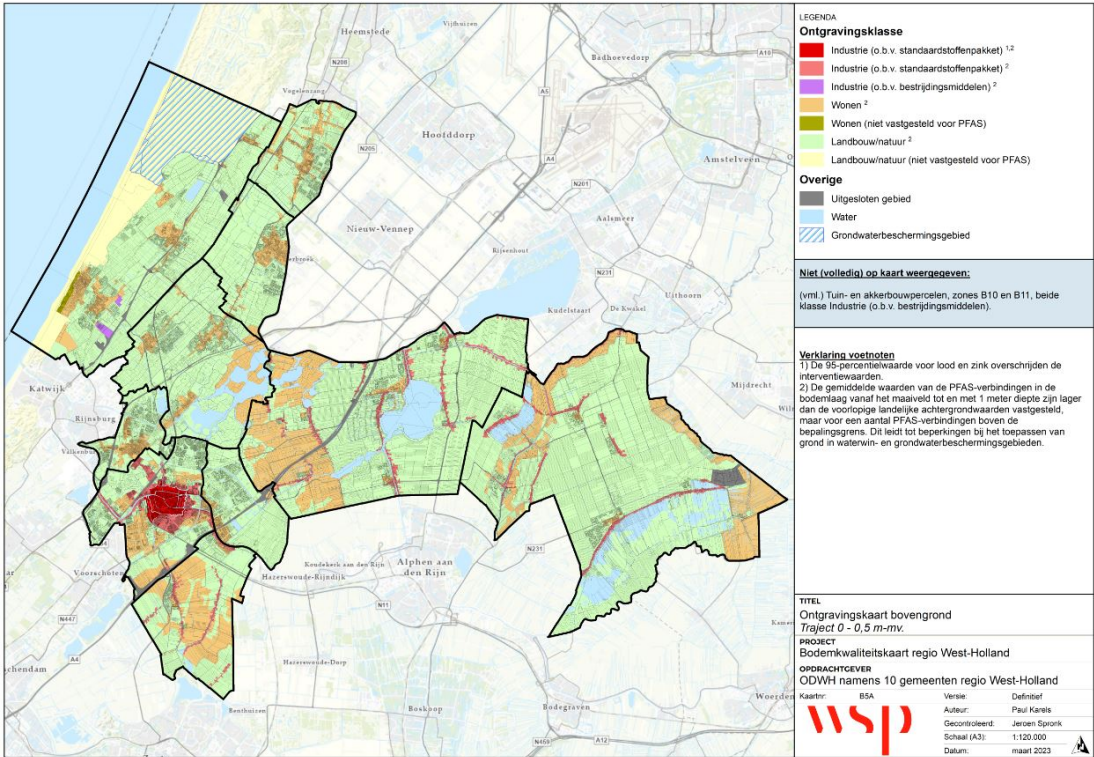 Heemstede
Vijfhuizen
Badhoevedorp
A10
N208
A5
Vogelenzang
Hoofddorp
N205
A4
Amstelveen
N201
Aalsmeer
Nieuw-Vennep
Rijsenhout
N231
Uithoorn
Kudelstaart
De Kwakel
Katwijk
Mijdrecht
Rijnsburg
Valkenburg
A4
Voorschoten
Koudekerk aan den Rijn
Hazerswoude-Rijndijk
Alphen aan
den Rijn
N231
N11
N447
A4
Hazerswoude-Dorp
Benthuizen
Boskoop
Bodegraven
Woerden
N460
A12
LEGENDA
Ontgravingsklasse
Industrie (o.b.v. standaardstoffenpakket) 1,2
Industrie (o.b.v. standaardstoffenpakket) 2
Industrie (o.b.v. bestrijdingsmiddelen) 2
Wonen 2
Wonen (niet vastgesteld voor PFAS)
Landbouw/natuur 2
Landbouw/natuur (niet vastgesteld voor PFAS)
Overige
Uitgesloten gebied
Water
Grondwaterbeschermingsgebied
Niet (volledig) op kaart weergegeven:
(vml.) Tuin- en akkerbouwpercelen, zones B10 en B11, beide
klasse Industrie (o.b.v. bestrijdingsmiddelen).
Verklaring voetnoten
1) De 95-percentielwaarde voor lood en zink overschrijden de
interventiewaarden.
2) De gemiddelde waarden van de PFAS-verbindingen in de
bodemlaag vanaf het maaiveld tot en met 1 meter diepte zijn lager
dan de voorlopige landelijke achtergrondwaarden vastgesteld,
maar voor een aantal PFAS-verbindingen boven de
bepalingsgrens. Dit leidt tot beperkingen bij het toepassen van
grond in waterwin- en grondwaterbeschermingsgebieden.
TITEL
Ontgravingskaart bovengrond
Traject 0 - 0,5 m-mv.
PROJECT
Bodemkwaliteitskaart regio West-Holland
OPDRACHTGEVER
ODWH namens 10 gemeenten regio West-Holland
Kaartnr: B5A
Versie: Definitief
Auteur: Paul Karels
Gecontroleerd: Jeroen Spronk
Schaal (A3): 1:120.000
Datum: maart 2023
wsp